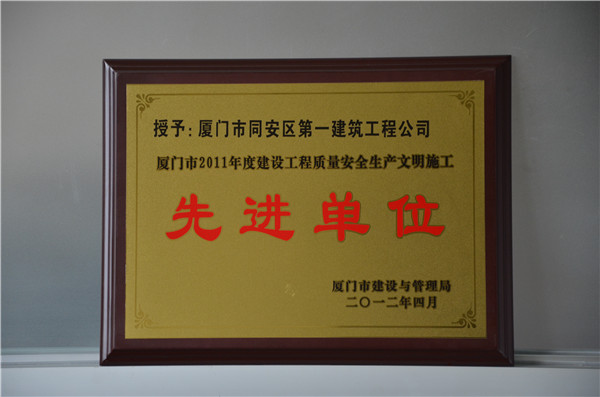 授予:厦门市同安区第一建筑工程公司
厦门市2011年度建设工程质量安全生产文明施工
先进单位
厦门市建设与管理局
二〇一二年四月